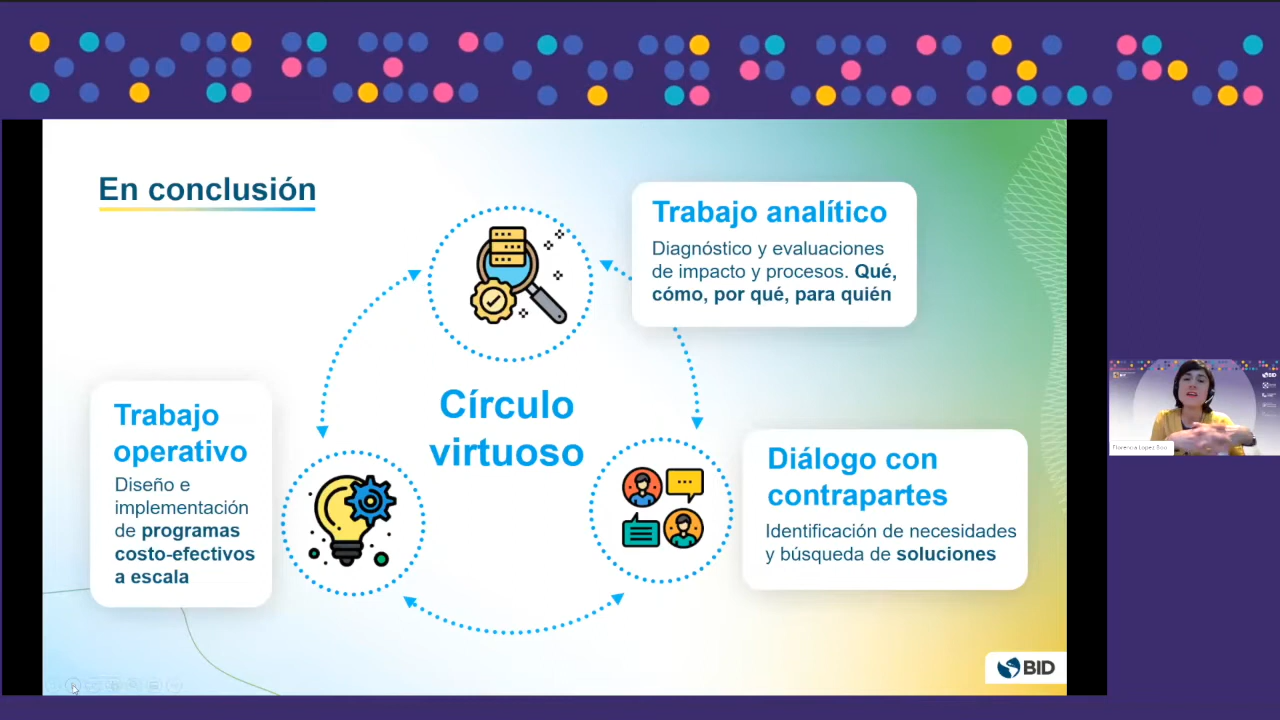 En conclusión
Trabajo analítico
Diagnóstico y evaluaciones
de impacto y procesos. Qué,
cómo, por qué, para quién
Círculo
virtuoso
Trabajo
operativo
Diseño e
implementación
de programas
costo-efectivos
a escala
Diálogo con
contrapartes
Identificación de necesidades
y búsqueda de soluciones
BID